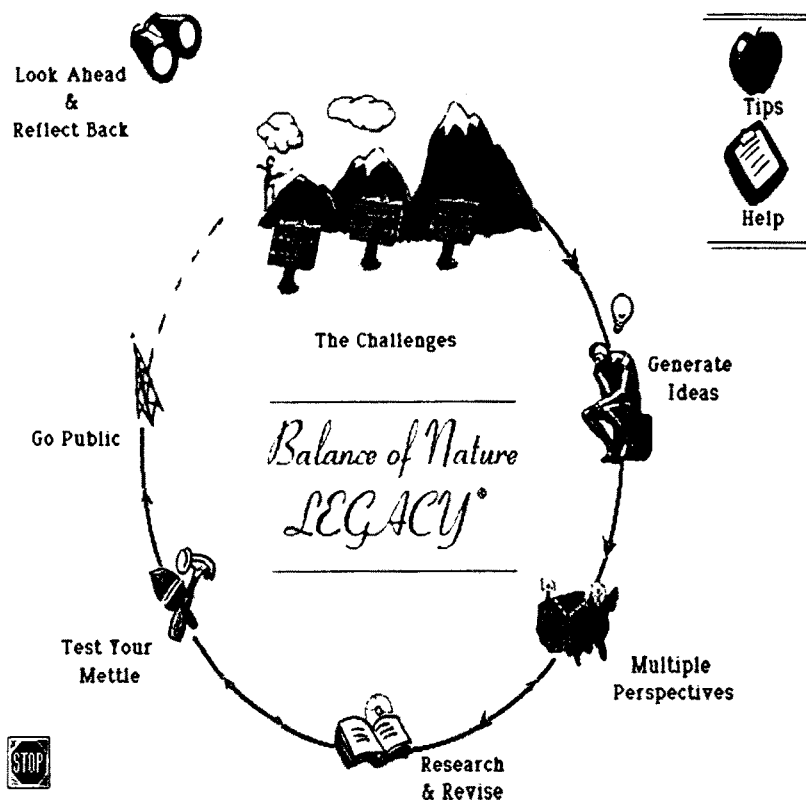 Look Ahead
&
Reflect Back
Tips
Help
The Challenges
Generate
Ideas
Go Public
Balance of Nature
LEGACY®
Test Your
Mettle
Multiple
Perspectives
Research
& Revise
STOP